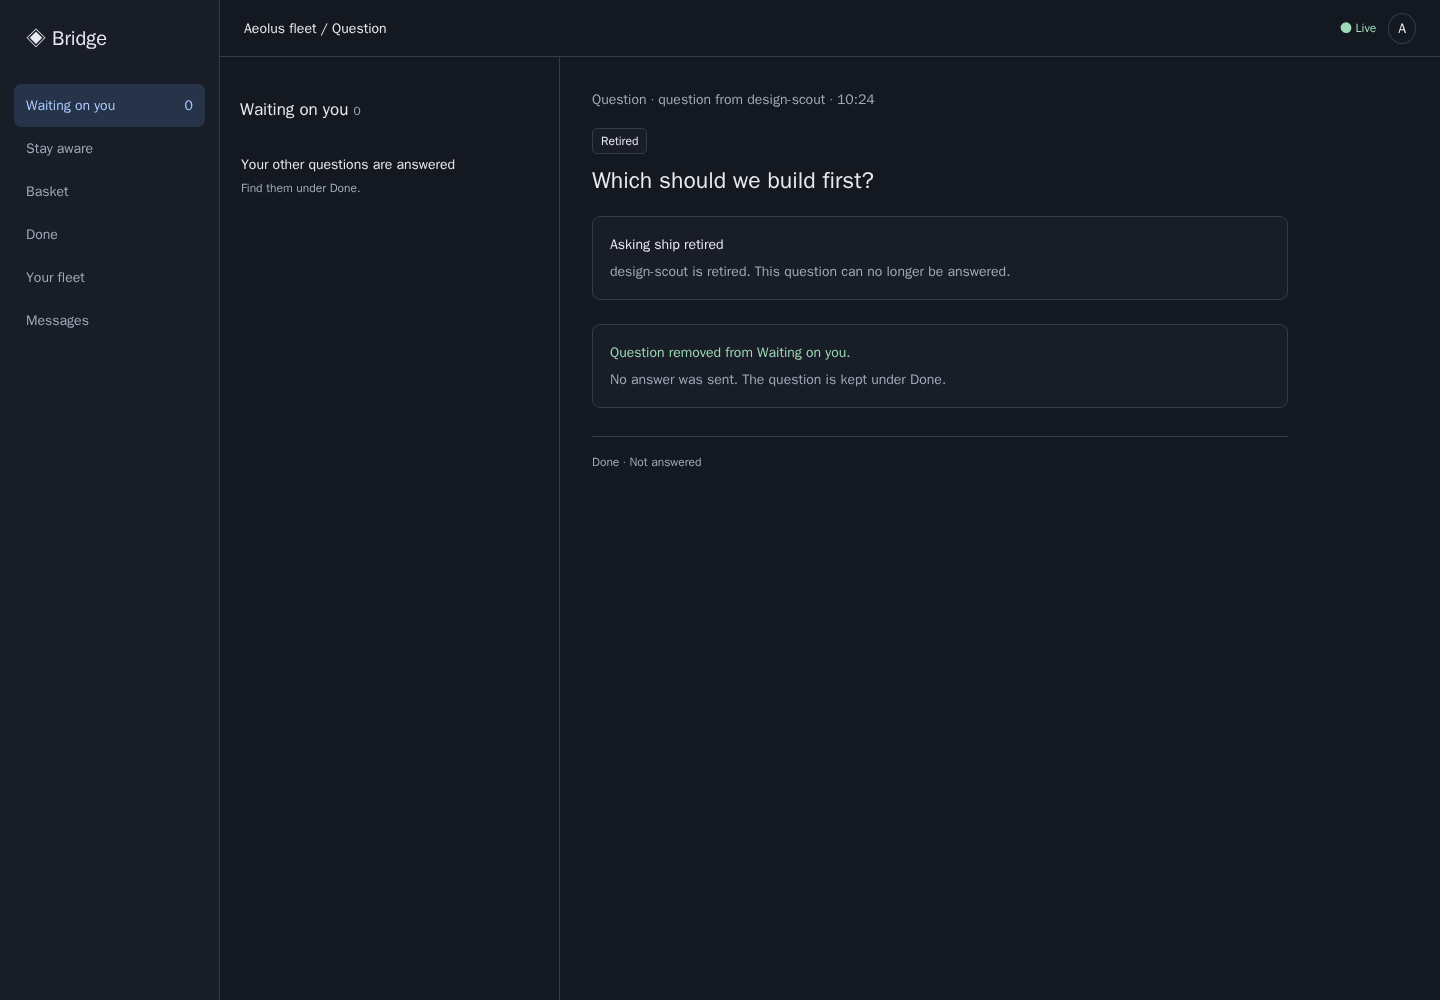 Bridge
Waiting on you 0
Stay aware
Basket
Done
Your fleet
Messages
Aeolus fleet / Question
Live
A
Waiting on you 0
Your other questions are answered
Find them under Done.
Question · question from design-scout · 10:24
Retired
Which should we build first?
Asking ship retired
design-scout is retired. This question can no longer be answered.
Question removed from Waiting on you.
No answer was sent. The question is kept under Done.
Done · Not answered